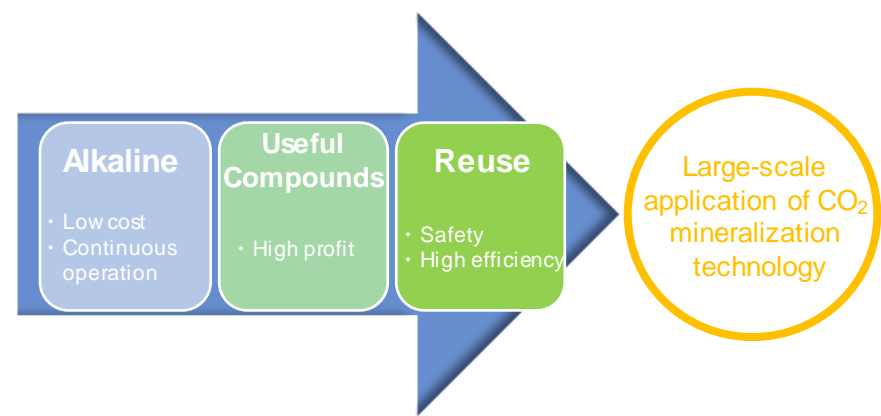 Alkaline
・Low cost
・Continuous
operation
Useful
Compounds
・High profit
Reuse
・Safety
・High efficiency
Large-scale
application of CO₂
mineralization
technology